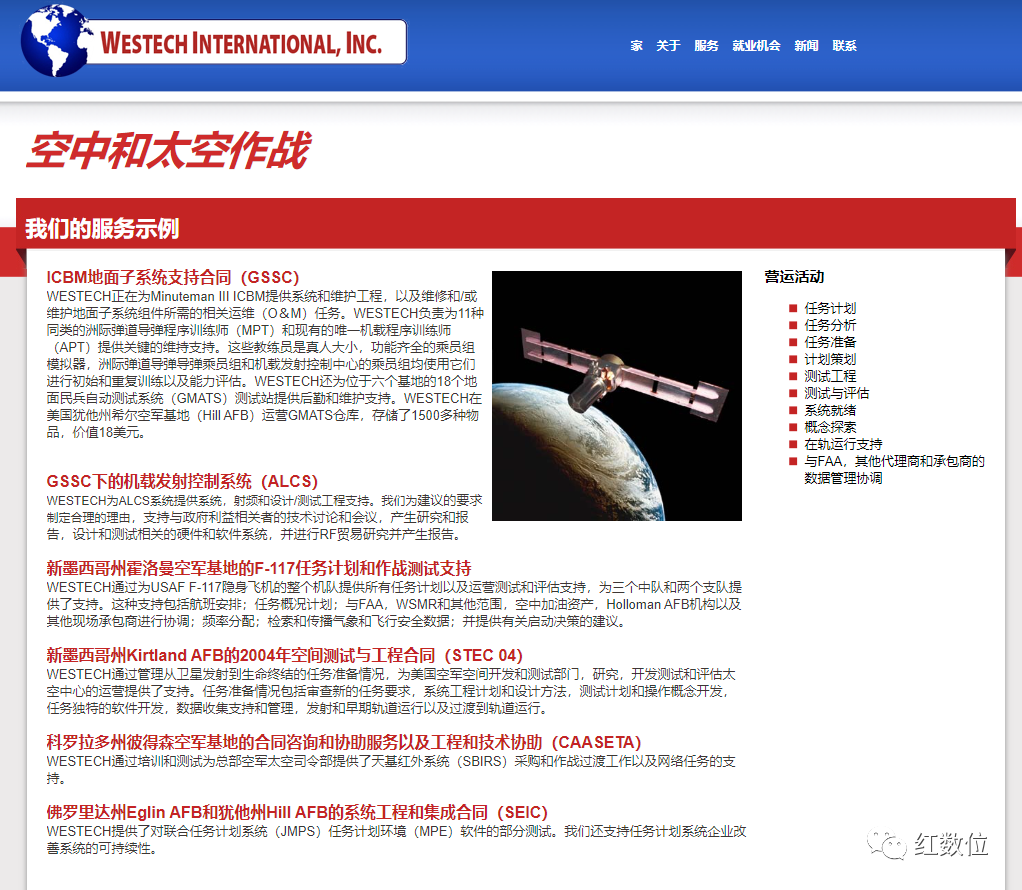 WESTECH INTERNATIONAL, INC.
家 关于 服务 就业机会 新闻 联系
空中和太空作战
我们的服务示例
ICBM地面子系统支持合同（GSSC）
WESTECH正在为Minuteman III ICBM提供系统和维护工程，以及维修和/或
维护地面子系统组件所需的相关运维（O＆M）任务。WESTECH负责为11种
同类的洲际弹道导弹程序训练师（MPT）和现有的唯一机载程序训练师
（APT）提供关键的维持支持。这些教练员是真人大小，功能齐全的乘员组
模拟器，洲际弹道导弹导弹乘员组和机载发射控制中心的乘员组均使用它们
进行初始和重复训练以及能力评估。WESTECH还为位于六个基地的18个地
面民兵自动测试系统（GMATS）测试站提供后勤和维护支持。WESTECH在
美国犹他州希尔空军基地（Hill AFB）运营GMATS仓库，存储了1500多种物
品，价值18美元。
GSSC下的机载发射控制系统（ALCS）
WESTECH为ALCS系统提供系统，射频和设计/测试工程支持。我们为建议的要求
制定合理的理由，支持与政府利益相关者的技术讨论和会议，产生研究和报
告，设计和测试相关的硬件和软件系统，并进行RF贸易研究并产生报告。
新墨西哥州霍洛曼空军基地的F-117任务计划和作战测试支持
WESTECH通过为USAF F-117隐身飞机的整个机队提供所有任务计划以及运营测试和评估支持，为三个中队和两个支队提
供了支持。这种支持包括航班安排；任务概况计划；与FAA，WSMR和其他范围，空中加油资产，Holloman AFB机构以及
其他现场承包商进行协调；频率分配；检索和传播气象和飞行安全数据；并提供有关启动决策的建议。
新墨西哥州Kirtland AFB的2004年空间测试与工程合同（STEC 04）
WESTECH通过管理从卫星发射到生命终结的任务准备情况，为美国空军空间开发和测试部门，研究，开发测试和评估太
空中心的运营提供了支持。任务准备情况包括审查新的任务要求，系统工程计划和设计方法，测试计划和操作概念开发，
任务独特的软件开发，数据收集支持和管理，发射和早期轨道运行以及过渡到轨道运行。
科罗拉多州彼得森空军基地的合同咨询和协助服务以及工程和技术协助（CAASETA）
WESTECH通过培训和测试为总部空军太空司令部提供了天基红外系统（SBIRS）采购和作战过渡工作以及网络任务的支
持。
佛罗里达州Eglin AFB和犹他州Hill AFB的系统工程和集成合同（SEIC）
WESTECH提供了对联合任务计划系统（JMPS）任务计划环境（MPE）软件的部分测试。我们还支持任务计划系统企业改
善系统的可持续性。
营运活动
任务计划
任务分析
任务准备
计划策划
测试工程
测试与评估
系统就绪
概念探索
在轨运行支持
与FAA，其他代理商和承包商的
数据管理协调
红数位